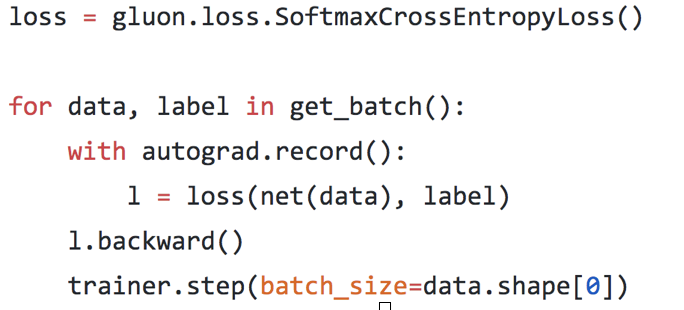 loss = gluon.loss.SoftmaxCrossEntropyLoss()
for data, label in get_batch():
    with autograd.record():
        l = loss(net(data), label)
    l.backward()
    trainer.step(batch_size=data.shape[0])